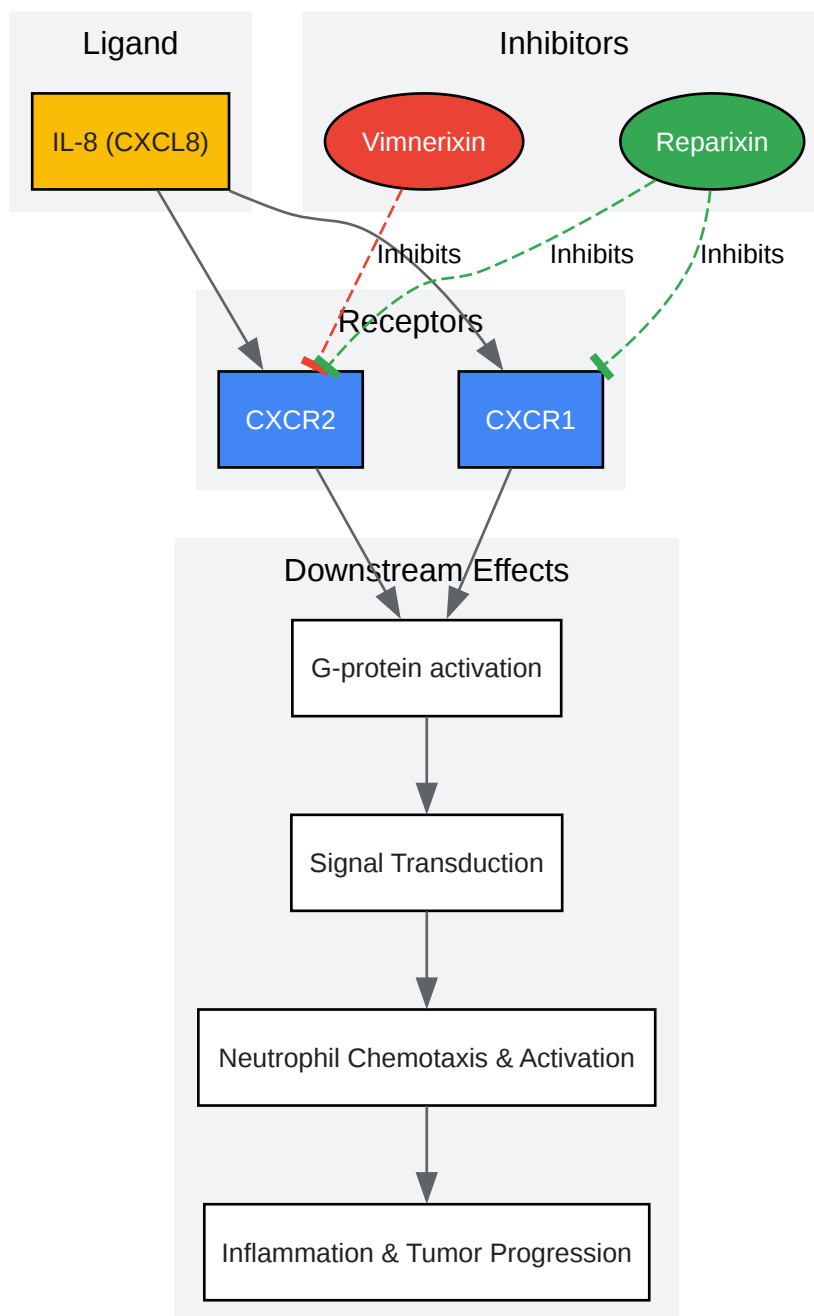 Ligand
Inhibitors
IL-8 (CXCL8)
Vimnerixin
Reparixin
Inhibits
Inhibits
Inhibits
Receptors
CXCR2
CXCR1
Downstream Effects
G-protein activation
Signal Transduction
Neutrophil Chemotaxis & Activation
Inflammation & Tumor Progression